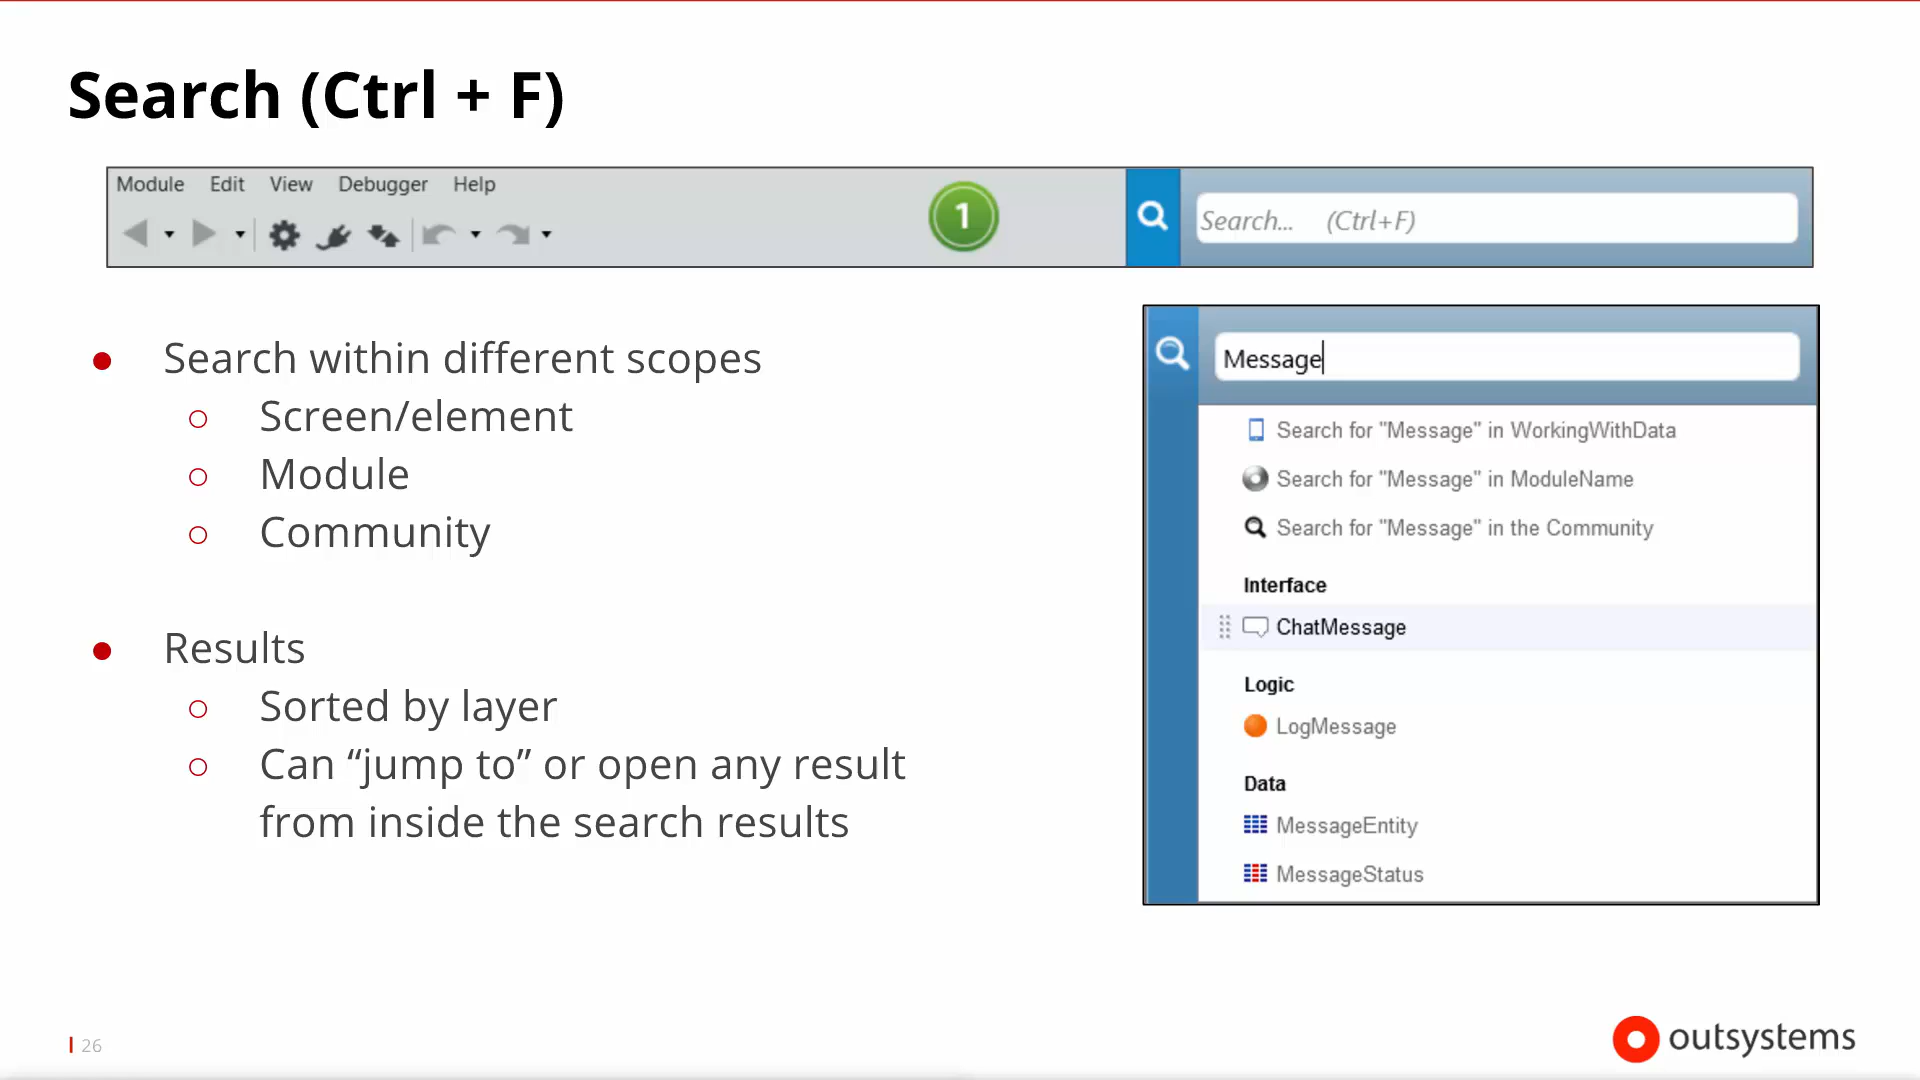 Search (Ctrl + F)
Module Edit View Debugger Help
1
Search... (Ctrl+F)
● Search within different scopes
○ Screen/element
○ Module
○ Community
● Results
○ Sorted by layer
○ Can “jump to” or open any result
from inside the search results
Message
Search for "Message" in WorkingWithData
Search for "Message" in ModuleName
Search for "Message" in the Community
Interface
ChatMessage
Logic
LogMessage
Data
MessageEntity
MessageStatus
26
outsystems